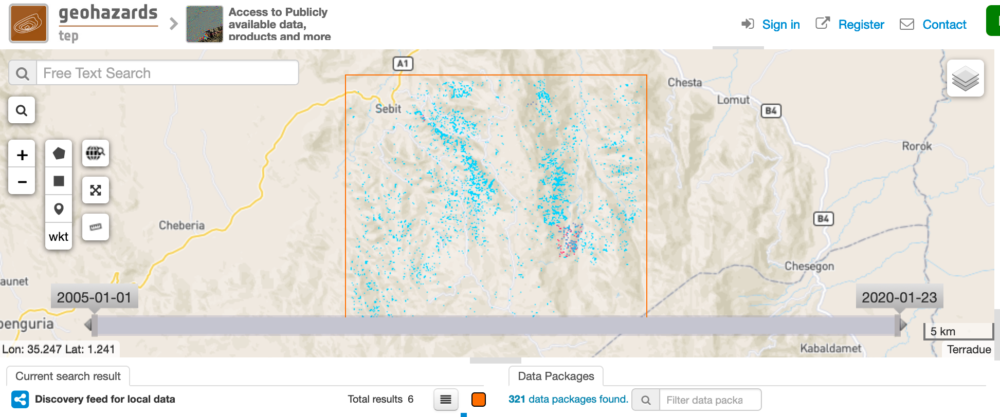 geohazards
tep
Access to Publicly
available data,
products and more
Sign in
Register
Contact
Free Text Search
A1
Chesta
Lomut
B4
Sebit
Rorok
+
−
wkt
Cheberia
B4
Chesegon
aunet
2005-01-01
2020-01-23
penguria
5 km
Lon: 35.247 Lat: 1.241
Kabaldamet
Terradue
Current search result
Data Packages
Discovery feed for local data
Total results 6
321 data packages found.
Filter data packa